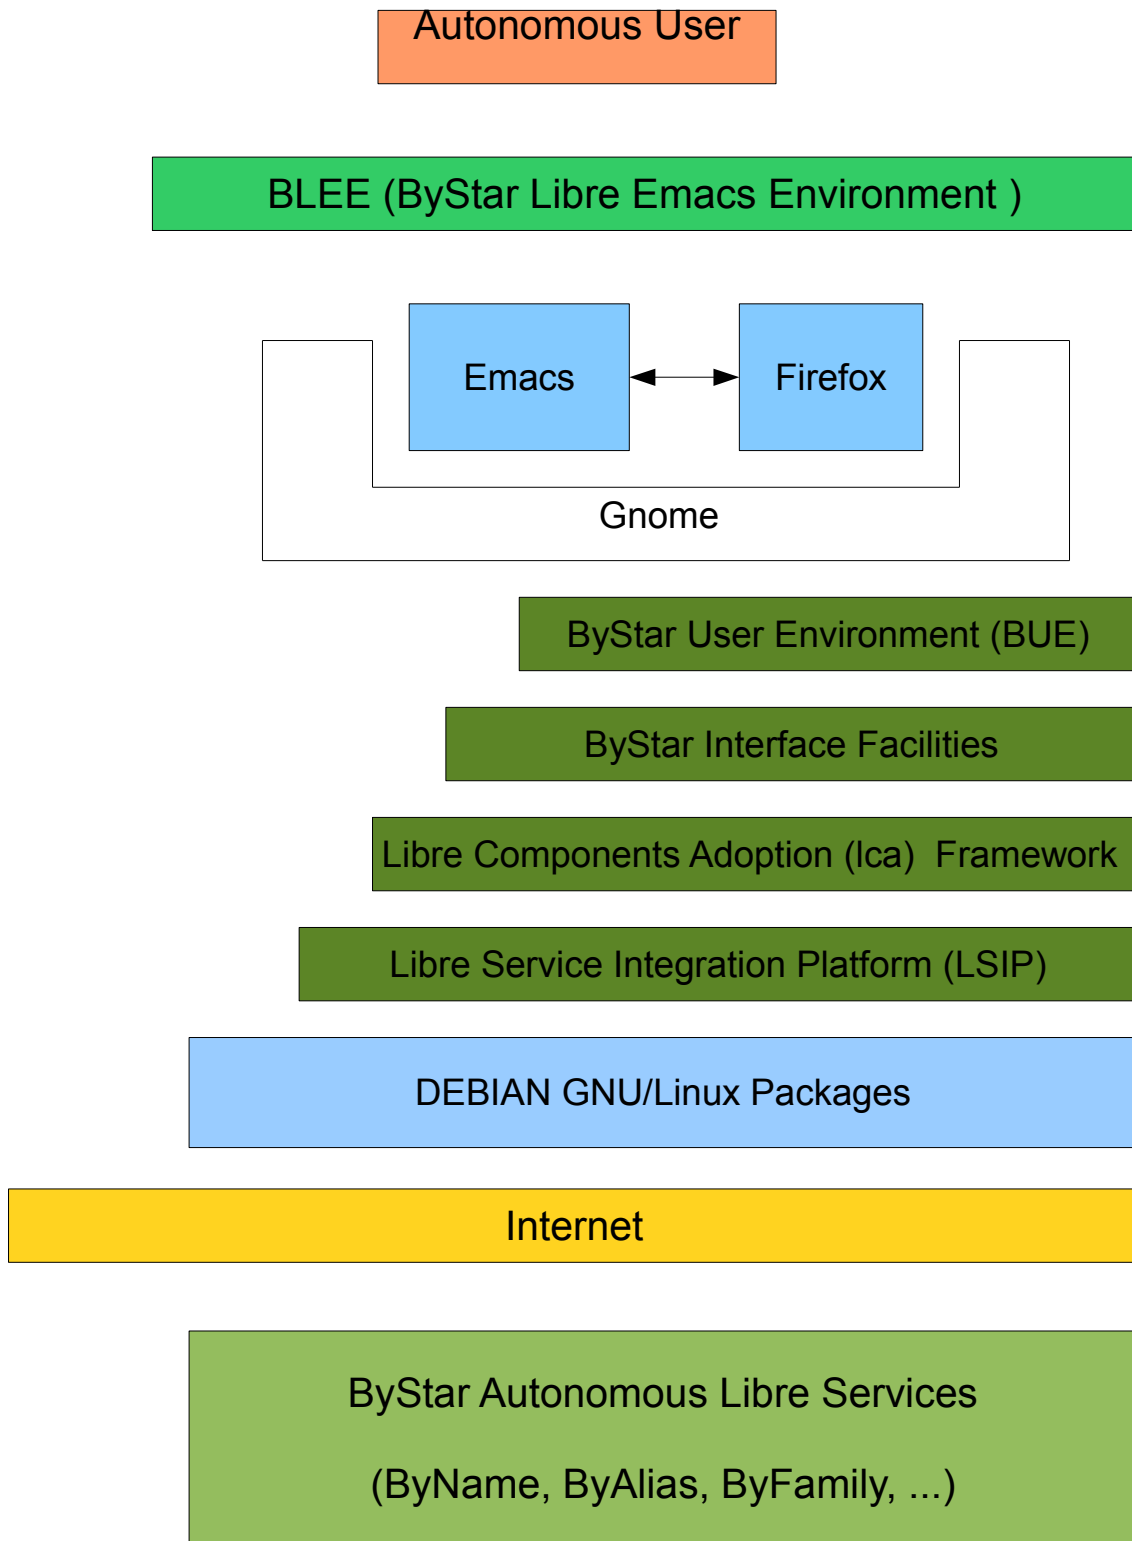 Autonomous User
BLEE (ByStar Libre Emacs Environment )
Emacs
Firefox
Gnome
ByStar User Environment (BUE)
ByStar Interface Facilities
Libre Components Adoption (lca)  Framework
Libre Service Integration Platform (LSIP)
DEBIAN GNU/Linux Packages
Internet
ByStar Autonomous Libre Services
(ByName, ByAlias, ByFamily, ...)